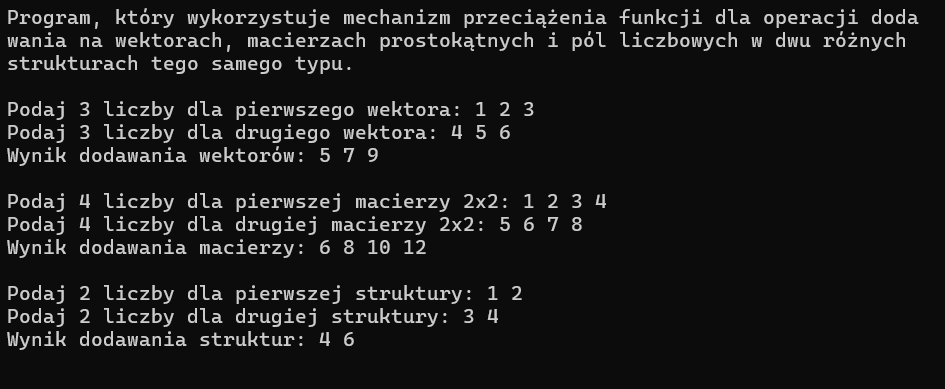 Program, który wykorzystuje mechanizm przeciążenia funkcji dla operacji doda
wania na wektorach, macierzach prostokątnych i pól liczbowych w dwu różnych
strukturach tego samego typu.

Podaj 3 liczby dla pierwszego wektora: 1 2 3
Podaj 3 liczby dla drugiego wektora: 4 5 6
Wynik dodawania wektorów: 5 7 9

Podaj 4 liczby dla pierwszej macierzy 2x2: 1 2 3 4
Podaj 4 liczby dla drugiej macierzy 2x2: 5 6 7 8
Wynik dodawania macierzy: 6 8 10 12

Podaj 2 liczby dla pierwszej struktury: 1 2
Podaj 2 liczby dla drugiej struktury: 3 4
Wynik dodawania struktur: 4 6